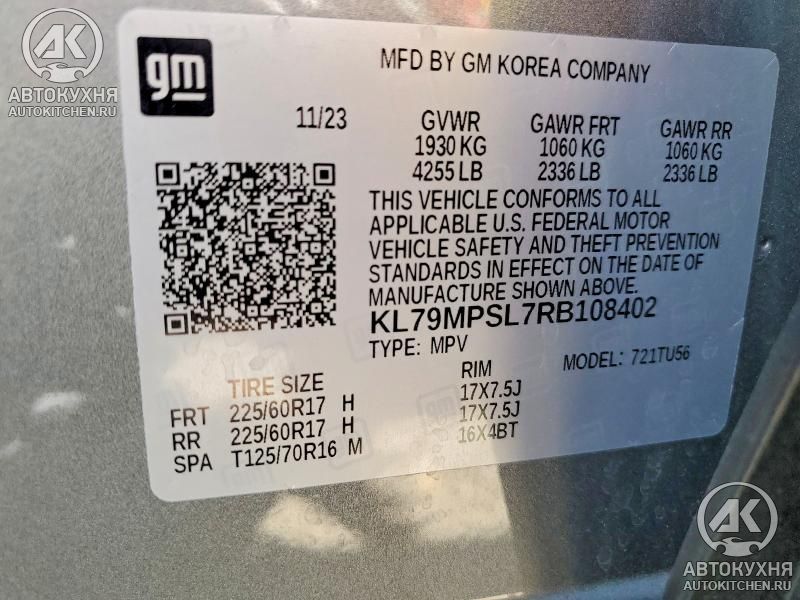 AK
АВТОКУХНЯ
AUTOKITCHEN.RU
gm
MFD BY GM KOREA COMPANY
11/23
GVWR GAWR FRT GAWR RR
1930 KG 1060 KG 1060 KG
4255 LB 2336 LB 2336 LB
THIS VEHICLE CONFORMS TO ALL
APPLICABLE U.S. FEDERAL MOTOR
VEHICLE SAFETY AND THEFT PREVENTION
STANDARDS IN EFFECT ON THE DATE OF
MANUFACTURE SHOWN ABOVE.
KL79MPSL7RB108402
TYPE: MPV MODEL: 721TU56
TIRE SIZE RIM
FRT 225/60R17 H 17X7.5J
RR 225/60R17 H 17X7.5J
SPA T125/70R16 M 16X4BT
AK
АВТОКУХНЯ
AUTOKITCHEN.RU